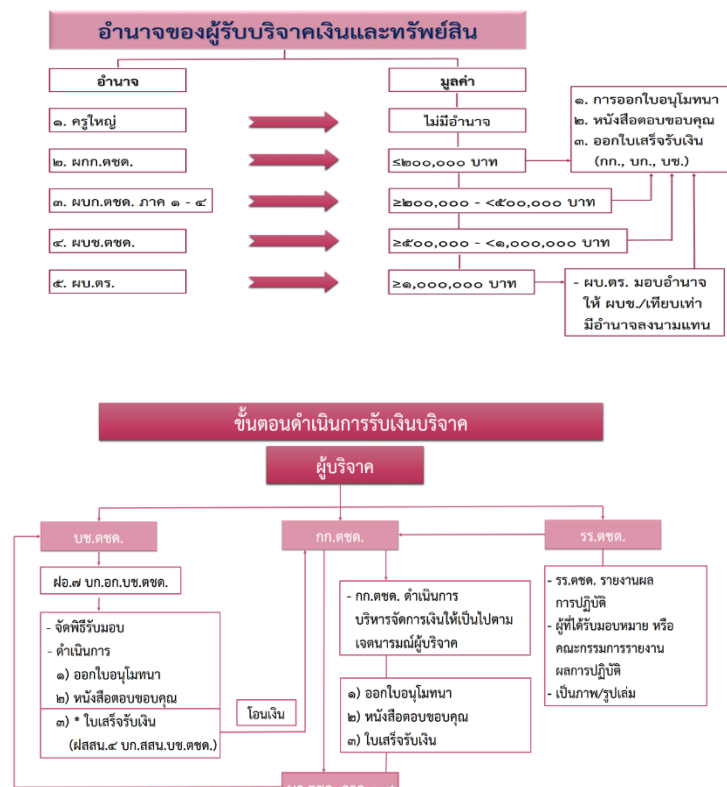 อำนาจของผู้รับบริจาคเงินและทรัพย์สิน
อำนาจ
มูลค่า
๑. ครูใหญ่
ไม่มีอำนาจ
๒. ผกก.ตชด.
≤๒๐๐,๐๐๐ บาท
๓. ผบก.ตชด. ภาค ๑ - ๔
≥๒๐๐,๐๐๐ - <๕๐๐,๐๐๐ บาท
๔. ผบช.ตชด.
≥๕๐๐,๐๐๐ - <๑,๐๐๐,๐๐๐ บาท
๕. ผบ.ตร.
≥๑,๐๐๐,๐๐๐ บาท
๑. การออกใบอนุโมทนา
๒. หนังสือตอบขอบคุณ
๓. ออกใบเสร็จรับเงิน
(กก., บก., บช.)
- ผบ.ตร. มอบอำนาจ
ให้ ผบช./เทียบเท่า
มีอำนาจลงนามแทน
ขั้นตอนดำเนินการรับเงินบริจาค
ผู้บริจาค
บช.ตชด.
กก.ตชด.
รร.ตชด.
ฝอ.๗ บก.อก.บช.ตชด.
- จัดพิธีรับมอบ
- ดำเนินการ
๑) ออกใบอนุโมทนา
๒) หนังสือตอบขอบคุณ
๓) * ใบเสร็จรับเงิน
(ฝสสน.๔ บก.สสน.บช.ตชด.)
โอนเงิน
- กก.ตชด. ดำเนินการ
บริหารจัดการเงินให้เป็นไปตาม
เจตนารมณ์ผู้บริจาค
๑) ออกใบอนุโมทนา
๒) หนังสือตอบขอบคุณ
๓) ใบเสร็จรับเงิน
- รร.ตชด. รายงานผล
การปฏิบัติ
- ผู้ที่ได้รับมอบหมาย หรือ
คณะกรรมการรายงาน
ผลการปฏิบัติ
- เป็นภาพ/รูปเล่ม